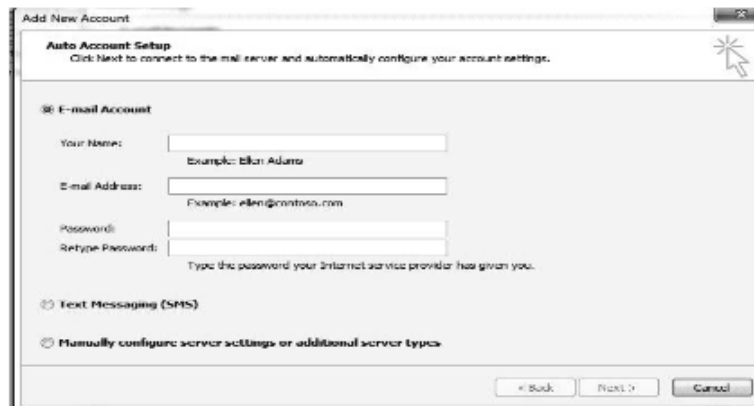 Add New Account
Auto Account Setup
Click Next to connect to the mail server and automatically configure your account settings.
E-mail Account
Your Name:
Example: Ellen Adams
E-mail Address:
Example: ellen@contoso.com
Password:
Retype Password:
Type the password your Internet service provider has given you.
Text Messaging (SMS)
Manually configure server settings or additional server types
< Back Next > Cancel